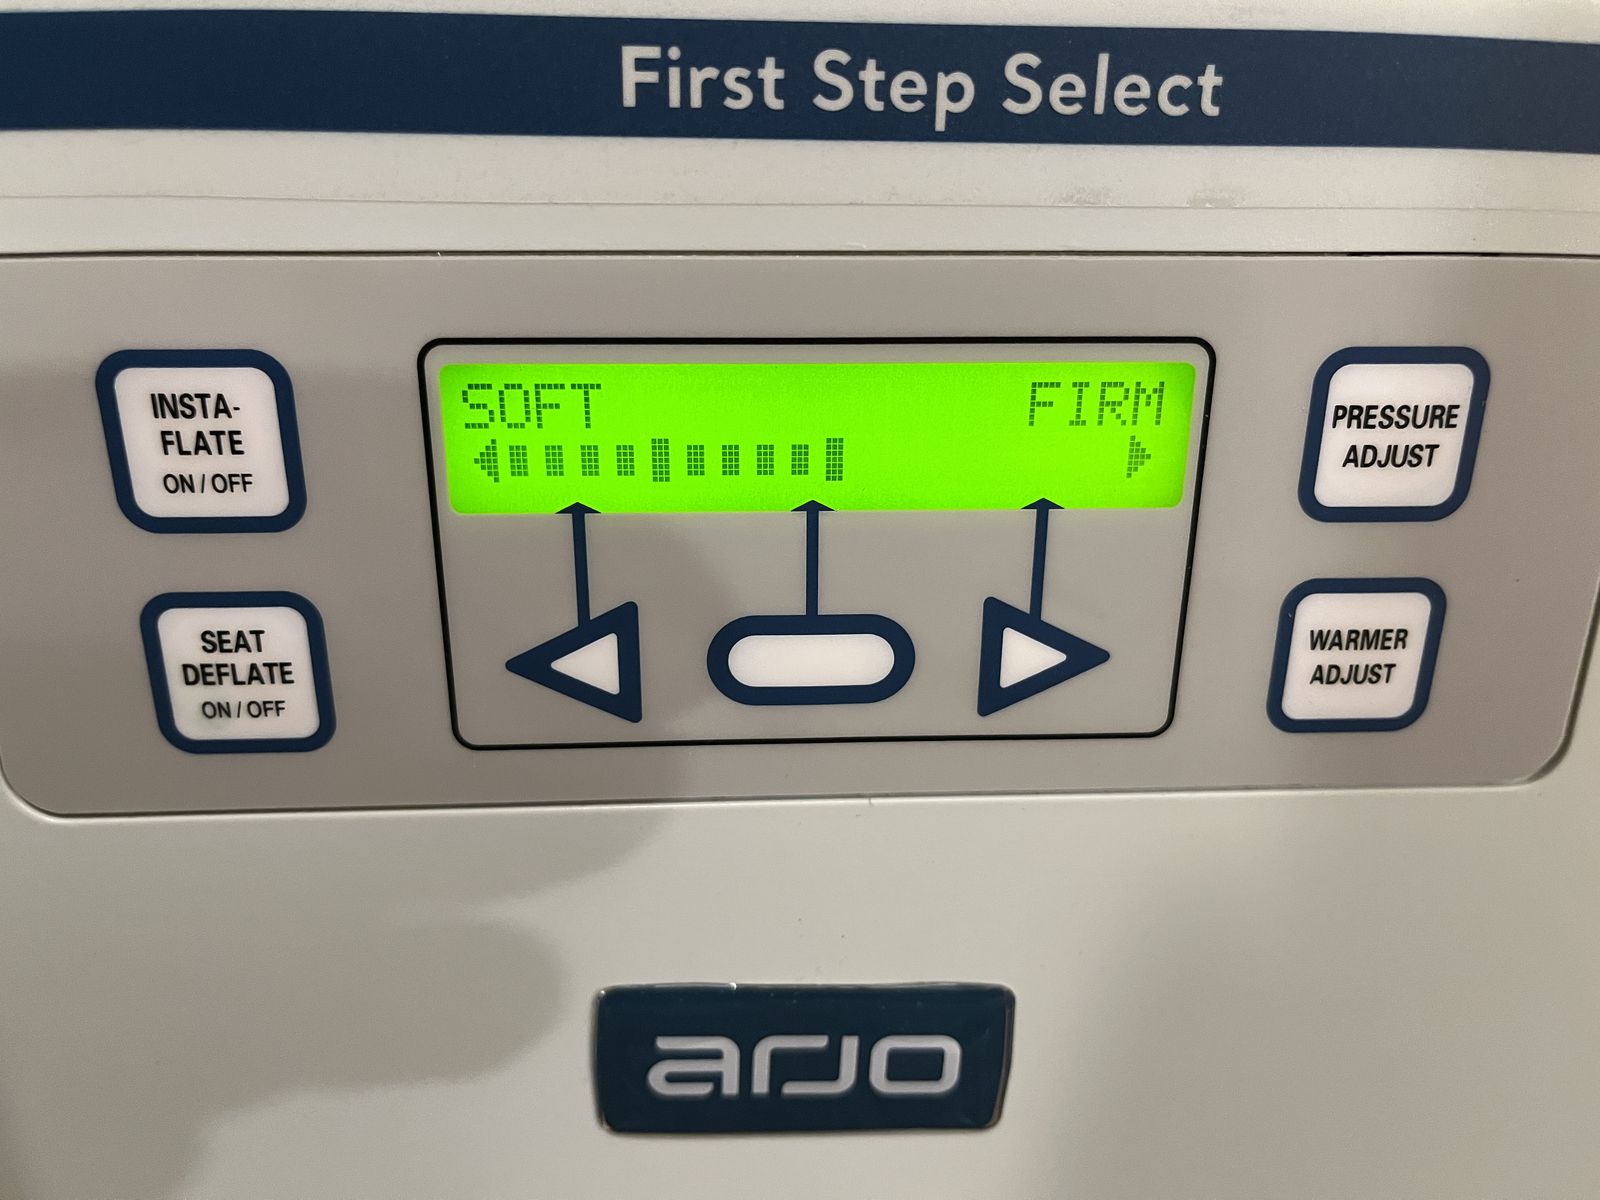 First Step Select
INSTA-
FLATE
ON / OFF
SOFT FIRM
PRESSURE
ADJUST
SEAT
DEFLATE
ON / OFF
WARMER
ADJUST
arjo